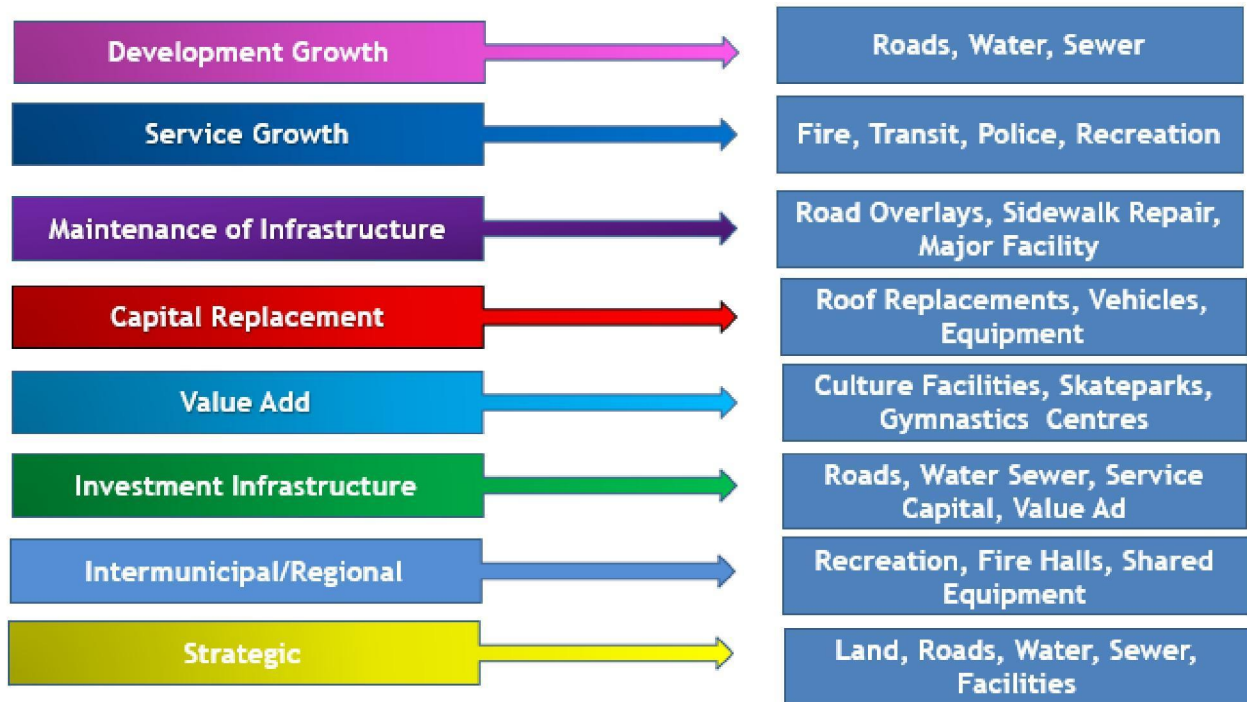 Development Growth
Roads, Water, Sewer
Service Growth
Fire, Transit, Police, Recreation
Maintenance of Infrastructure
Road Overlays, Sidewalk Repair,
Major Facility
Capital Replacement
Roof Replacements, Vehicles,
Equipment
Value Add
Culture Facilities, Skateparks,
Gymnastics Centres
Investment Infrastructure
Roads, Water Sewer, Service
Capital, Value Ad
Intermunicipal/Regional
Recreation, Fire Halls, Shared
Equipment
Strategic
Land, Roads, Water, Sewer,
Facilities